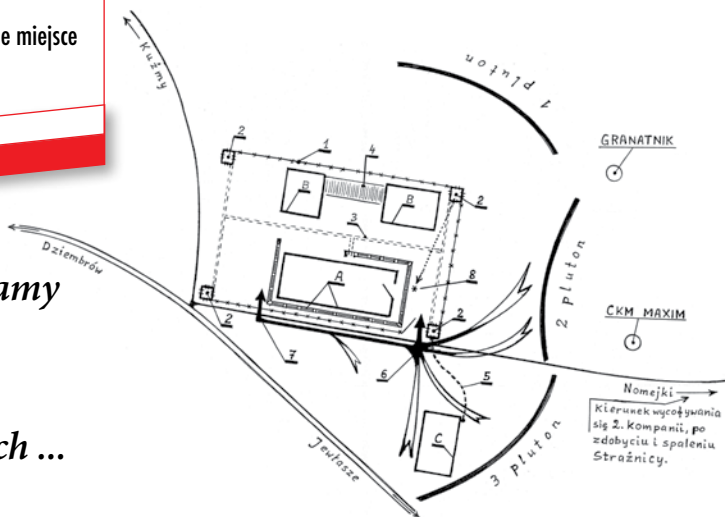 e miejsce
Kuźmy
1 pluton
GRANATNIK
2
1
4
B
B
2
3
Dziembrów
A
8
2 pluton
amy
2
2
CKM MAXIM
7
6
5
Nomejki
Kierunek wycofywania
się 2. Kompanii, po
zdobyciu i spaleniu
Strażnicy.
C
ch ...
Jewłasze
3 pluton